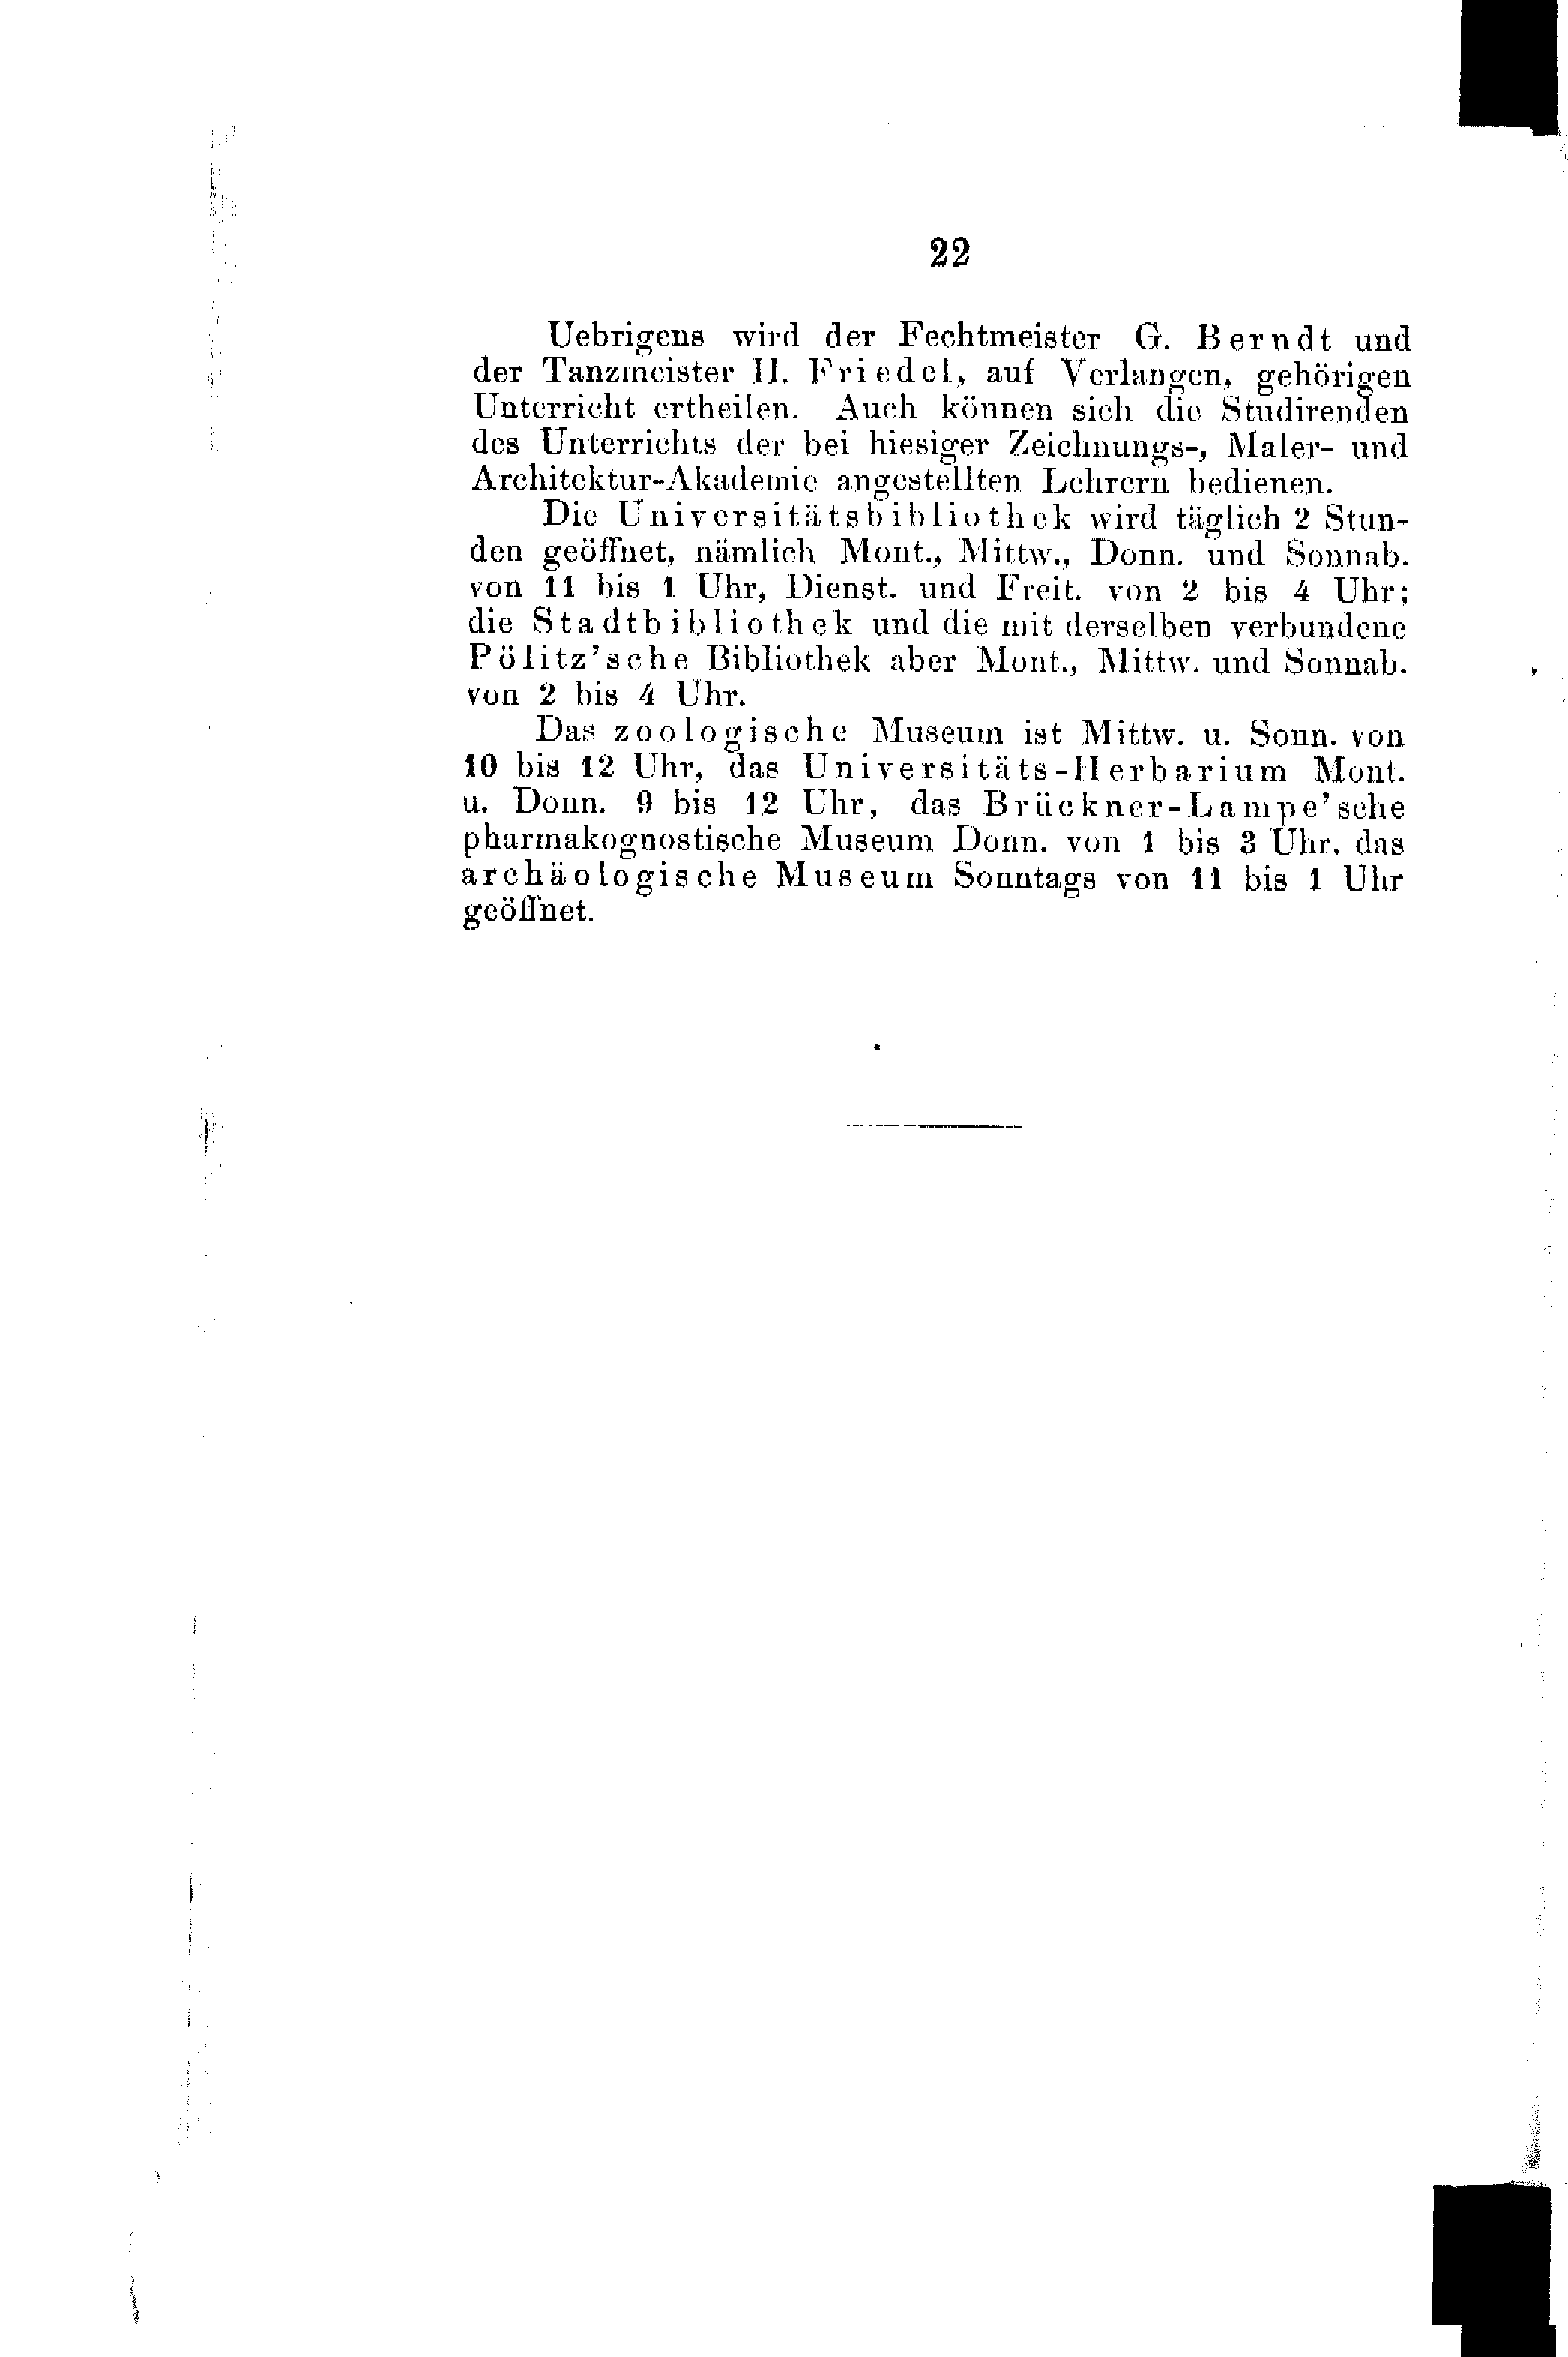 22
Uebrigens wird der Fechtmeister G. Berndt und
der Tanzmeister H. Friedel, auf Verlangen, gehörigen
Unterricht ertheilen. Auch können sich die Studirenden
des Unterrichts der bei hiesiger Zeichnungs-, Maler- und
Architektur-Akademie angestellten Lehrern bedienen.
Die Universitätsbibliothek wird täglich 2 Stun-
den geöffnet, nämlich Mont., Mittw., Donn. und Sonnab.
von 11 bis 1 Uhr, Dienst. und Freit. von 2 bis 4 Uhr;
die Stadtbibliothek und die mit derselben verbundene
Pölitz'sche Bibliothek aber Mont., Mittw. und Sonnab.
von 2 bis 4 Uhr.
Das zoologische Museum ist Mittw. u. Sonn. von
10 bis 12 Uhr, das Universitäts-Herbarium Mont.
u. Donn. 9 bis 12 Uhr, das Brückner-Lampe'sche
pharmakognostische Museum Donn. von 1 bis 3 Uhr, das
archäologische Museum Sonntags von 11 bis 1 Uhr
geöffnet.